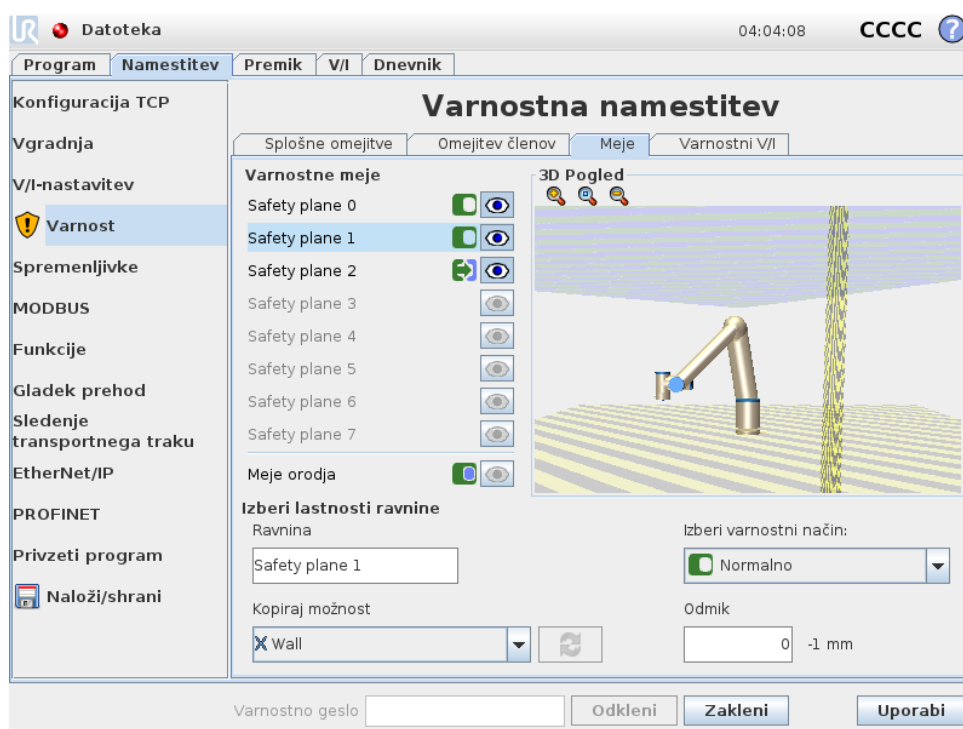 UR Datoteka 04:04:08 CCCC ?
Program Namestitev Premik V/I Dnevnik
Konfiguracija TCP
Vgradnja
V/I-nastavitev
Varnost
Spremenljivke
MODBUS
Funkcije
Gladek prehod
Sledenje
transportnega traku
EtherNet/IP
PROFINET
Privzeti program
Naloži/shrani
Varnostna namestitev
Splošne omejitve Omejitev členov Meje Varnostni V/I
Varnostne meje
Safety plane 0
Safety plane 1
Safety plane 2
Safety plane 3
Safety plane 4
Safety plane 5
Safety plane 6
Safety plane 7
Meje orodja
3D Pogled
Izberi lastnosti ravnine
Ravnina
Safety plane 1
Kopiraj možnost
Wall
Izberi varnostni način:
Normalno
Odmik
0 -1 mm
Varnostno geslo Odkleni Zakleni Uporabi